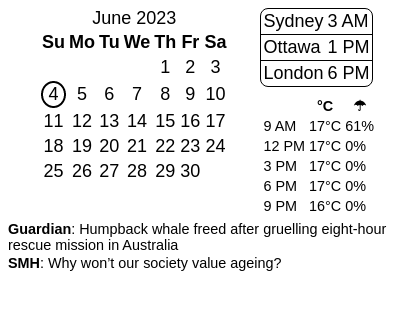 June 2023
Su Mo Tu We Th Fr Sa
1 2 3
4 5 6 7 8 9 10
11 12 13 14 15 16 17
18 19 20 21 22 23 24
25 26 27 28 29 30
Sydney 3 AM
Ottawa 1 PM
London 6 PM
°C ☂
9 AM 17°C 61%
12 PM 17°C 0%
3 PM 17°C 0%
6 PM 17°C 0%
9 PM 16°C 0%
Guardian: Humpback whale freed after gruelling eight-hour
rescue mission in Australia
SMH: Why won’t our society value ageing?